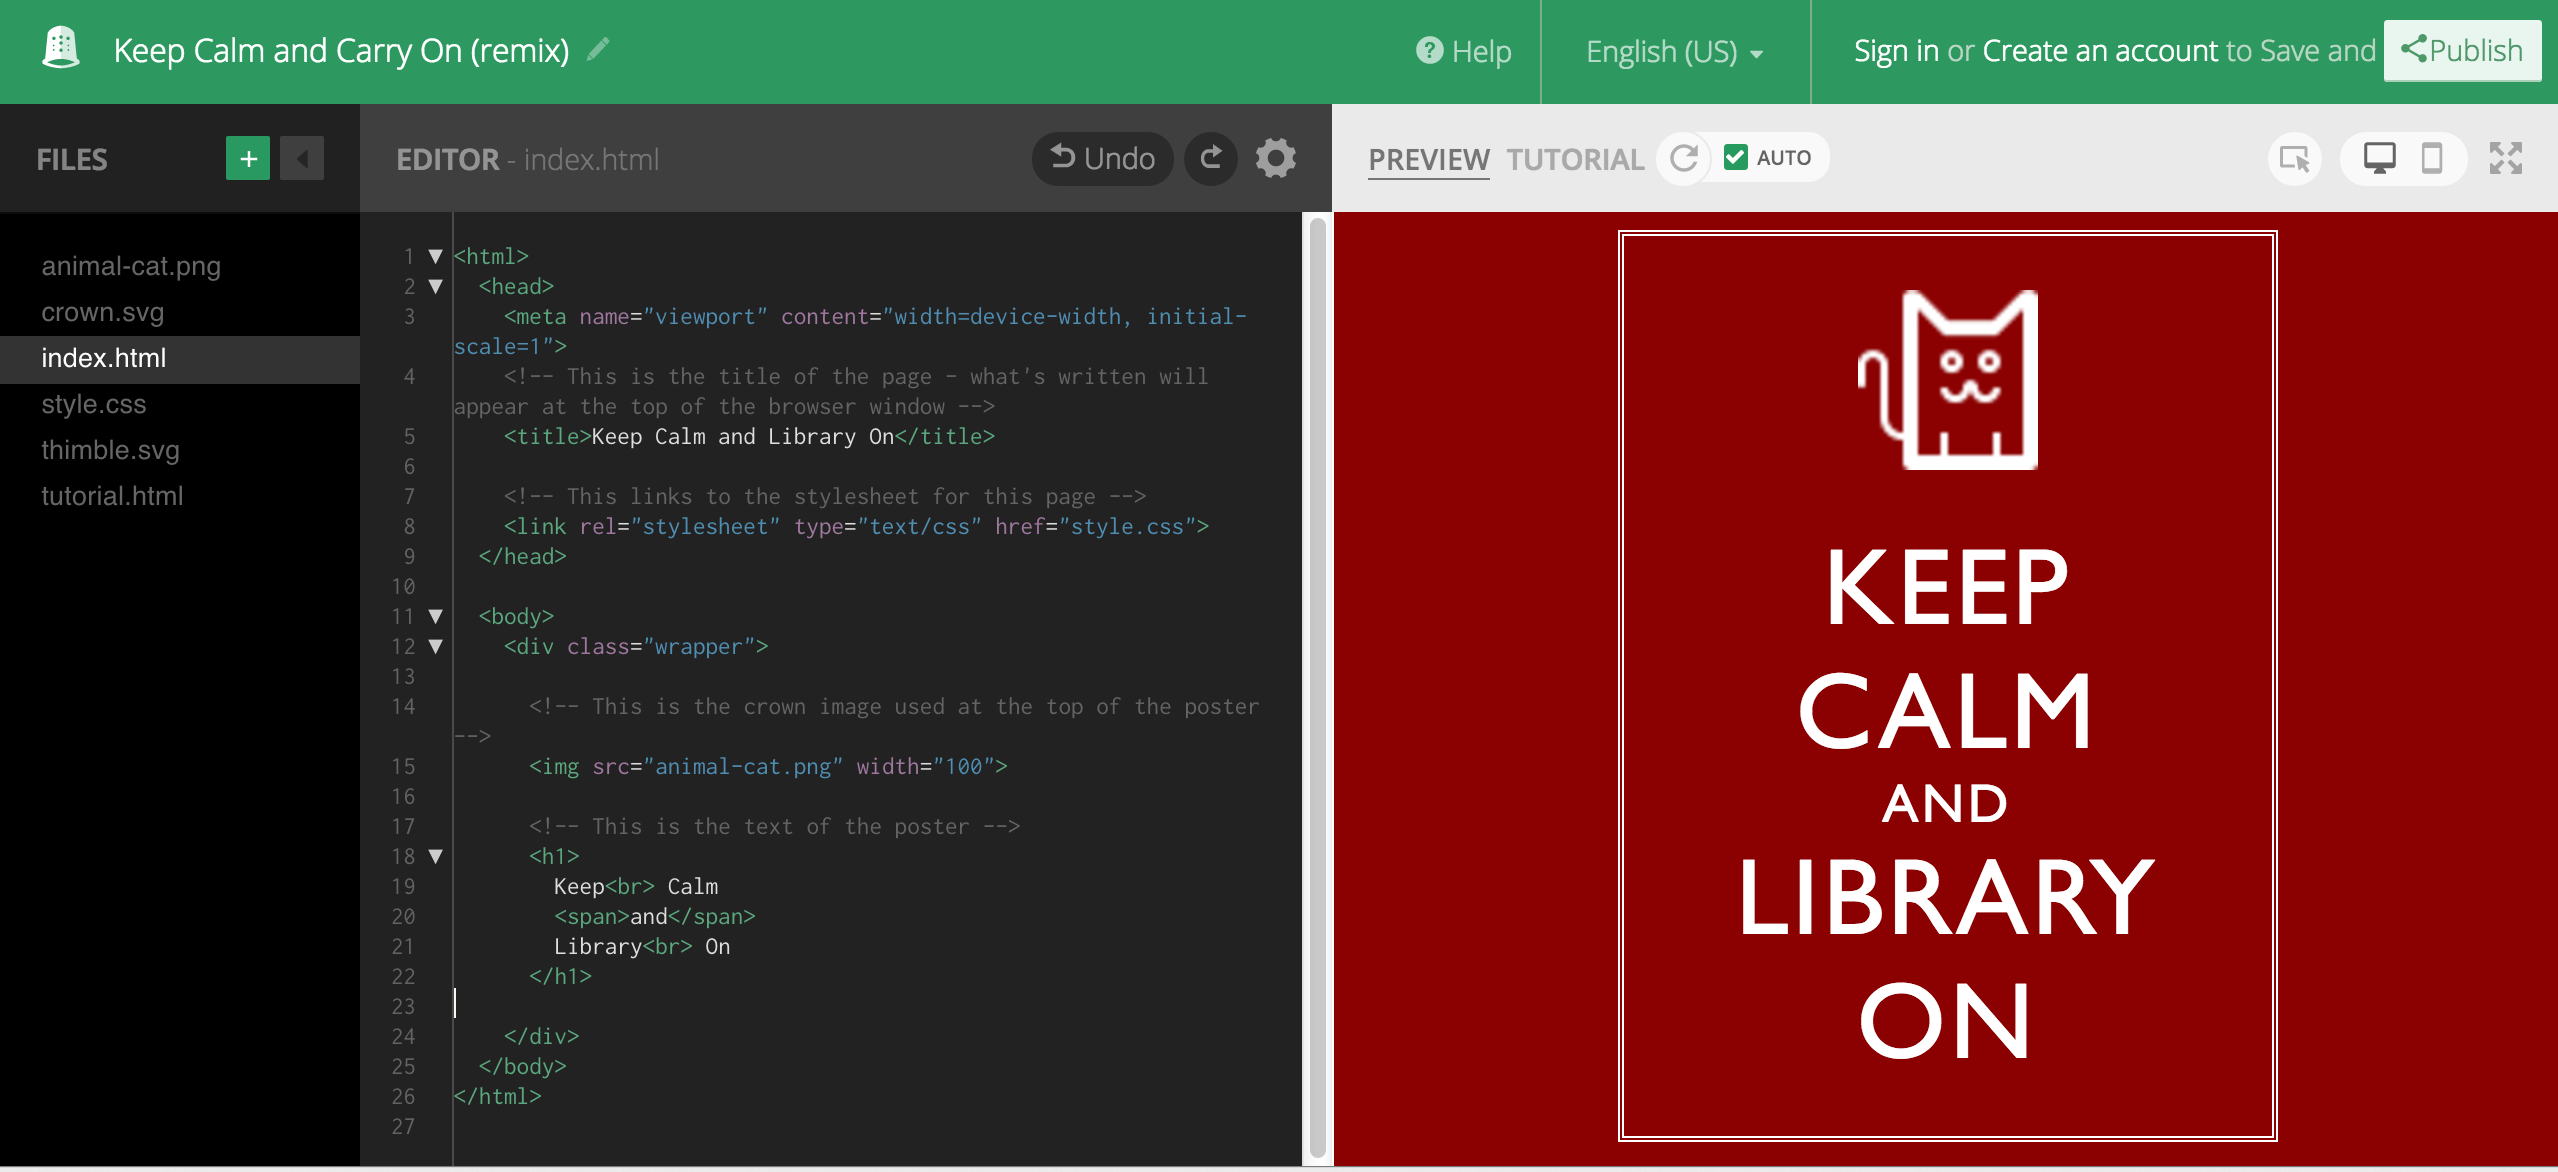 Keep Calm and Carry On (remix)
? Help
English (US)
Sign in or Create an account to Save and Publish
FILES
+
EDITOR - index.html
Undo
PREVIEW TUTORIAL AUTO
animal-cat.png
crown.svg
index.html
style.css
thimble.svg
tutorial.html
1 <html>
2 <head>
3 <meta name="viewport" content="width=device-width, initial-
scale=1">
4 <!-- This is the title of the page - what's written will
appear at the top of the browser window -->
5 <title>Keep Calm and Library On</title>
6
7 <!-- This links to the stylesheet for this page -->
8 <link rel="stylesheet" type="text/css" href="style.css">
9 </head>
10
11 <body>
12 <div class="wrapper">
13
14 <!-- This is the crown image used at the top of the poster
-->
15 <img src="animal-cat.png" width="100">
16
17 <!-- This is the text of the poster -->
18 <h1>
19 Keep<br> Calm
20 <span>and</span>
21 Library<br> On
22 </h1>
23
24 </div>
25 </body>
26 </html>
27
KEEP
CALM
AND
LIBRARY
ON